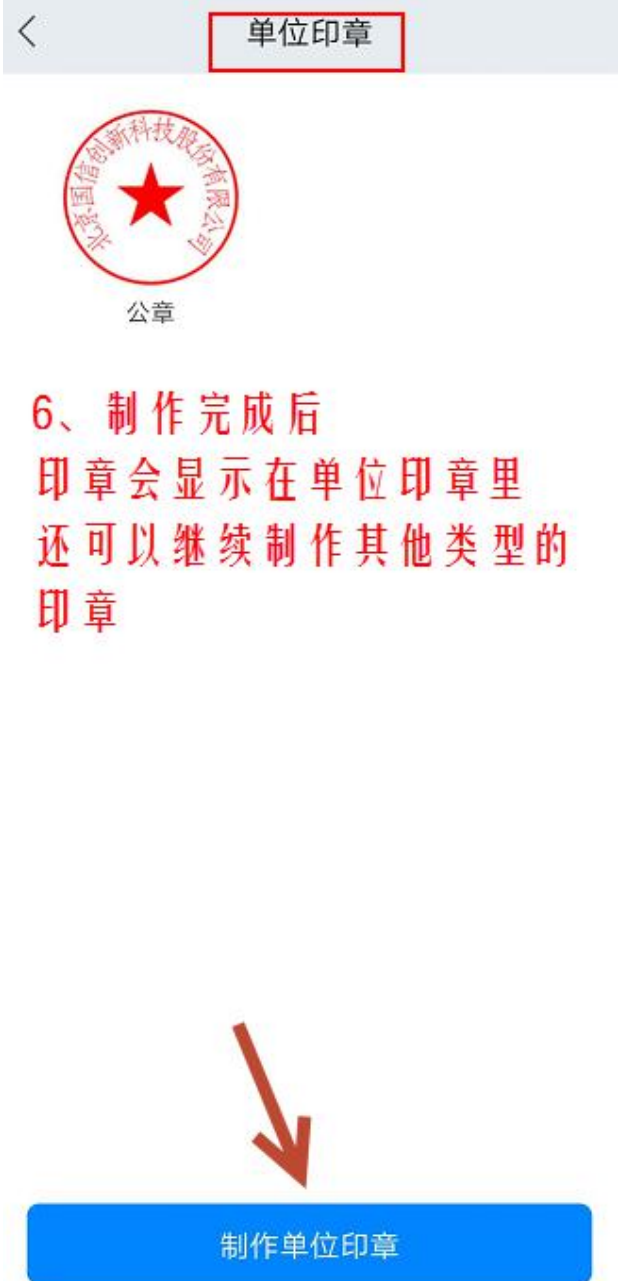 单位印章
北京国信创新科技股份有限公司
公章
6、制作完成后
印章会显示在单位印章里
还可以继续制作其他类型的
印章
制作单位印章